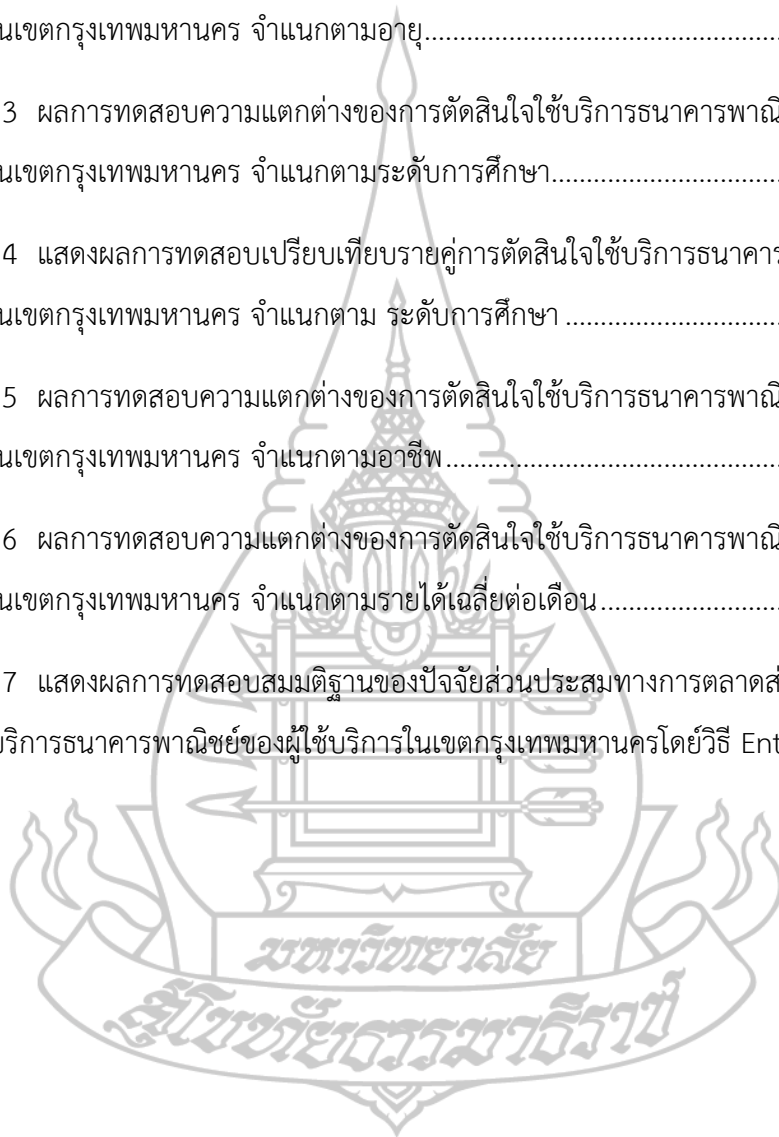 นเขตกรุงเทพมหานคร จำแนกตามอายุ
3 ผลการทดสอบความแตกต่างของการตัดสินใจใช้บริการธนาคารพาณิ
นเขตกรุงเทพมหานคร จำแนกตามระดับการศึกษา
4 แสดงผลการทดสอบเปรียบเทียบรายคู่การตัดสินใจใช้บริการธนาคาร
นเขตกรุงเทพมหานคร จำแนกตาม ระดับการศึกษา
5 ผลการทดสอบความแตกต่างของการตัดสินใจใช้บริการธนาคารพาณิ
นเขตกรุงเทพมหานคร จำแนกตามอาชีพ
6 ผลการทดสอบความแตกต่างของการตัดสินใจใช้บริการธนาคารพาณิ
นเขตกรุงเทพมหานคร จำแนกตามรายได้เฉลี่ยต่อเดือน
7 แสดงผลการทดสอบสมมติฐานของปัจจัยส่วนประสมทางการตลาดส่
บริการธนาคารพาณิชย์ของผู้ใช้บริการในเขตกรุงเทพมหานครโดย์วิธี Ent
มหาวิทยาลัย
สุโขทัยธรรมาธิราช